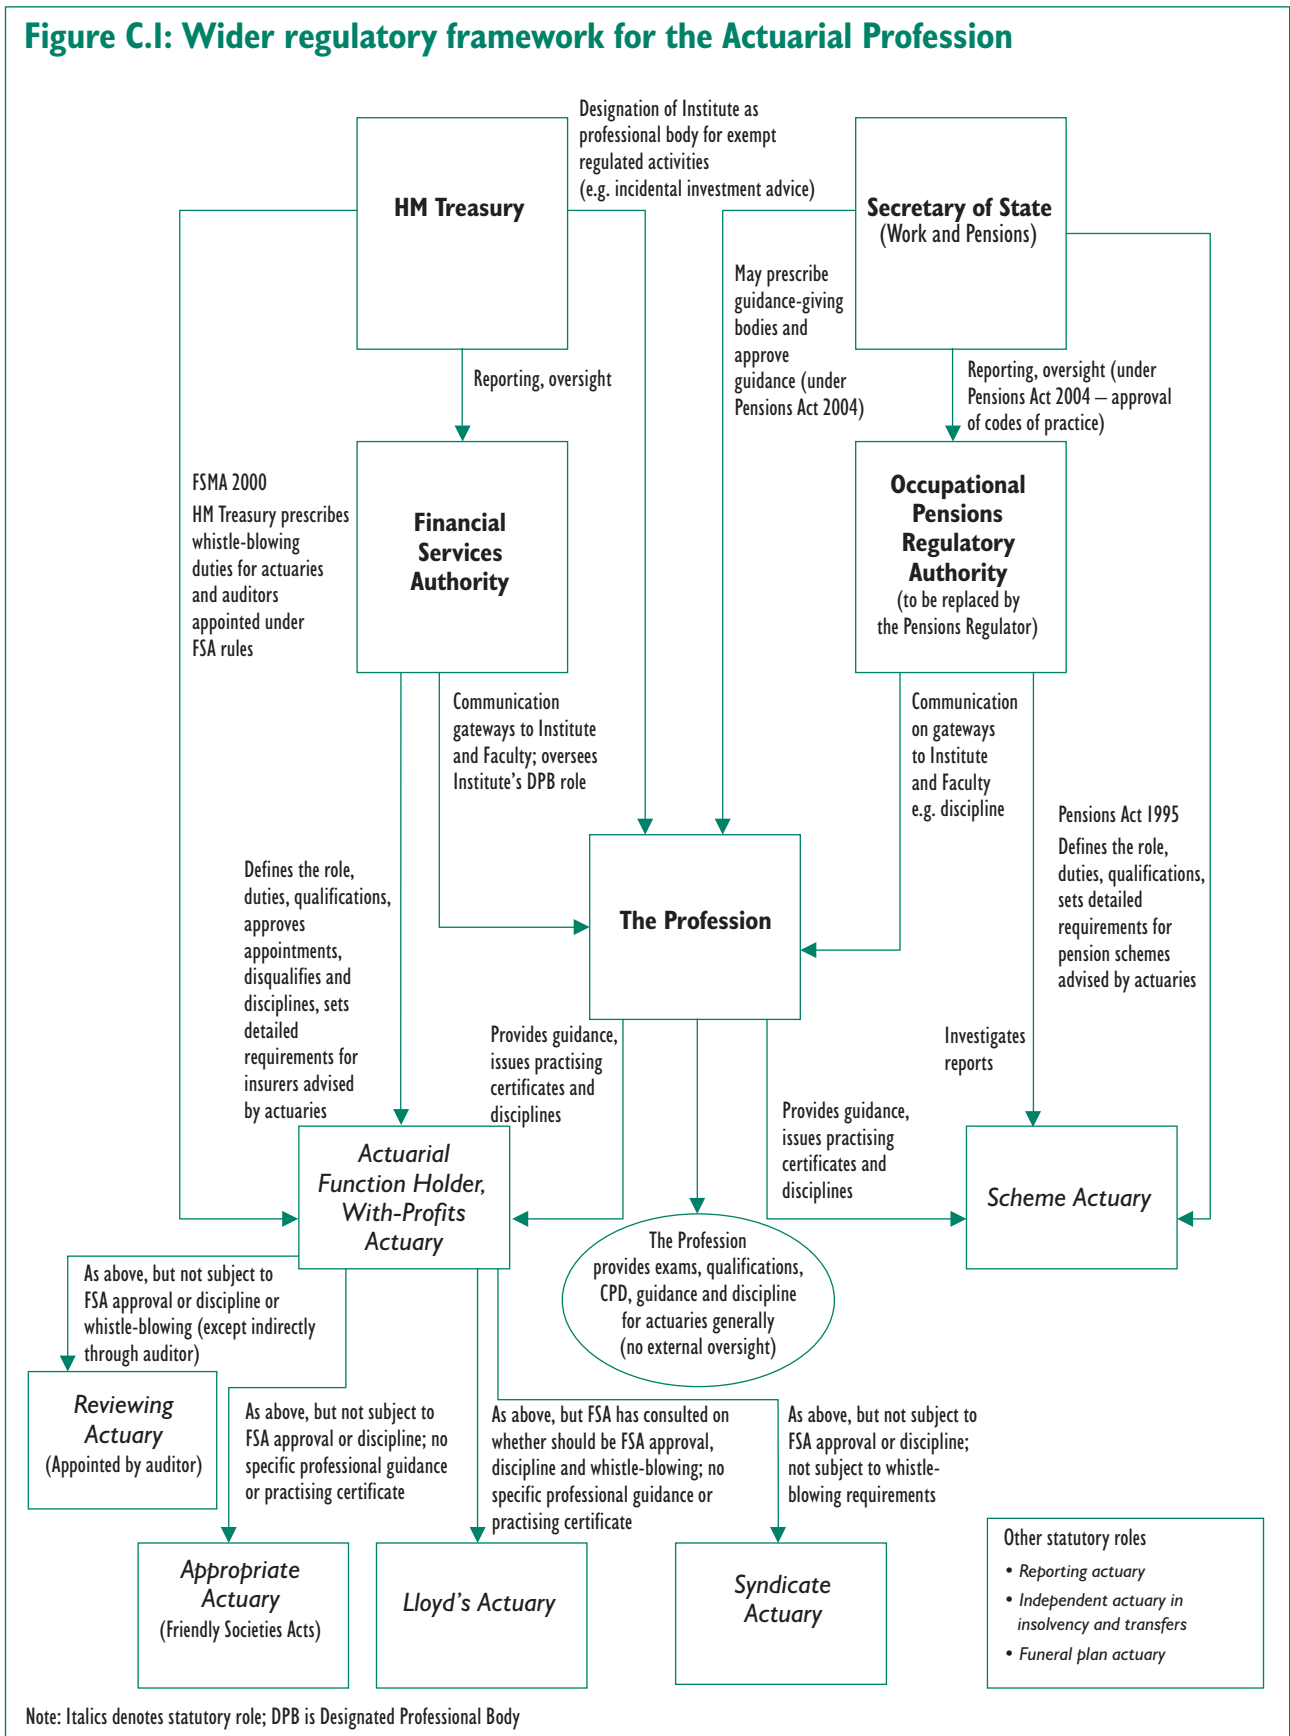 Figure C.1: Wider regulatory framework for the Actuarial Profession
HM Treasury
Designation of Institute as
professional body for exempt
regulated activities
(e.g. incidental investment advice)
Secretary of State
(Work and Pensions)
May prescribe
guidance-giving
bodies and
approve
guidance (under
Pensions Act 2004)
Reporting, oversight
Reporting, oversight (under
Pensions Act 2004 – approval
of codes of practice)
FSMA 2000
HM Treasury prescribes
whistle-blowing
duties for actuaries
and auditors
appointed under
FSA rules
Financial
Services
Authority
Occupational
Pensions
Regulatory
Authority
(to be replaced by
the Pensions Regulator)
Communication
gateways to Institute
and Faculty; oversees
Institute's DPB role
Communication
on gateways
to Institute
and Faculty
e.g. discipline
Pensions Act 1995
Defines the role,
duties, qualifications,
sets detailed
requirements for
pension schemes
advised by actuaries
Defines the role,
duties, qualifications,
approves
appointments,
disqualifies and
disciplines, sets
detailed
requirements for
insurers advised
by actuaries
The Profession
Provides guidance,
issues practising
certificates and
disciplines
Investigates
reports
Provides guidance,
issues practising
certificates and
disciplines
Actuarial
Function Holder,
With-Profits
Actuary
Scheme Actuary
The Profession
provides exams, qualifications,
CPD, guidance and discipline
for actuaries generally
(no external oversight)
As above, but not subject to
FSA approval or discipline or
whistle-blowing (except indirectly
through auditor)
Reviewing
Actuary
(Appointed by auditor)
As above, but not subject to
FSA approval or discipline; no
specific professional guidance
or practising certificate
As above, but FSA has consulted on
whether should be FSA approval,
discipline and whistle-blowing; no
specific professional guidance or
practising certificate
As above, but not subject to
FSA approval or discipline;
not subject to whistle-
blowing requirements
Appropriate
Actuary
(Friendly Societies Acts)
Lloyd's Actuary
Syndicate
Actuary
Other statutory roles
• Reporting actuary
• Independent actuary in
insolvency and transfers
• Funeral plan actuary
Note: Italics denotes statutory role; DPB is Designated Professional Body